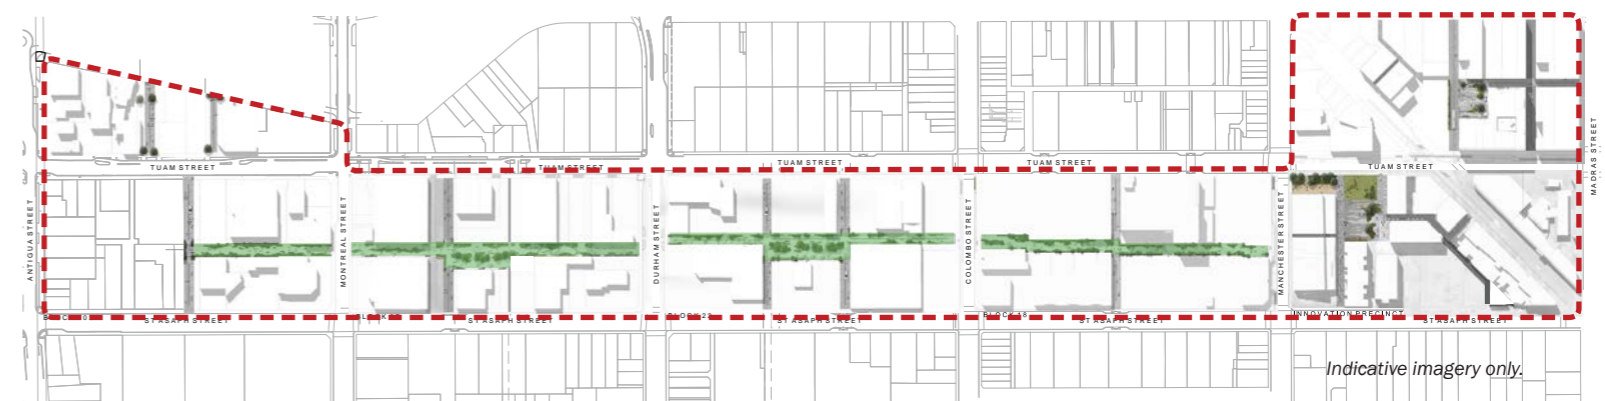 TUAM STREET
TUAM STREET
TUAM STREET
TUAM STREET
TUAM STREET
ANTIGUA STREET
MONTREAL STREET
DURHAM STREET
COLOMBO STREET
MANCHESTER STREET
MADRAS STREET
BLOCK 18
INNOVATION PRECINCT
ST ASAPH STREET
ST ASAPH STREET
ST ASAPH STREET
ST ASAPH STREET
ST ASAPH STREET
Indicative imagery only.